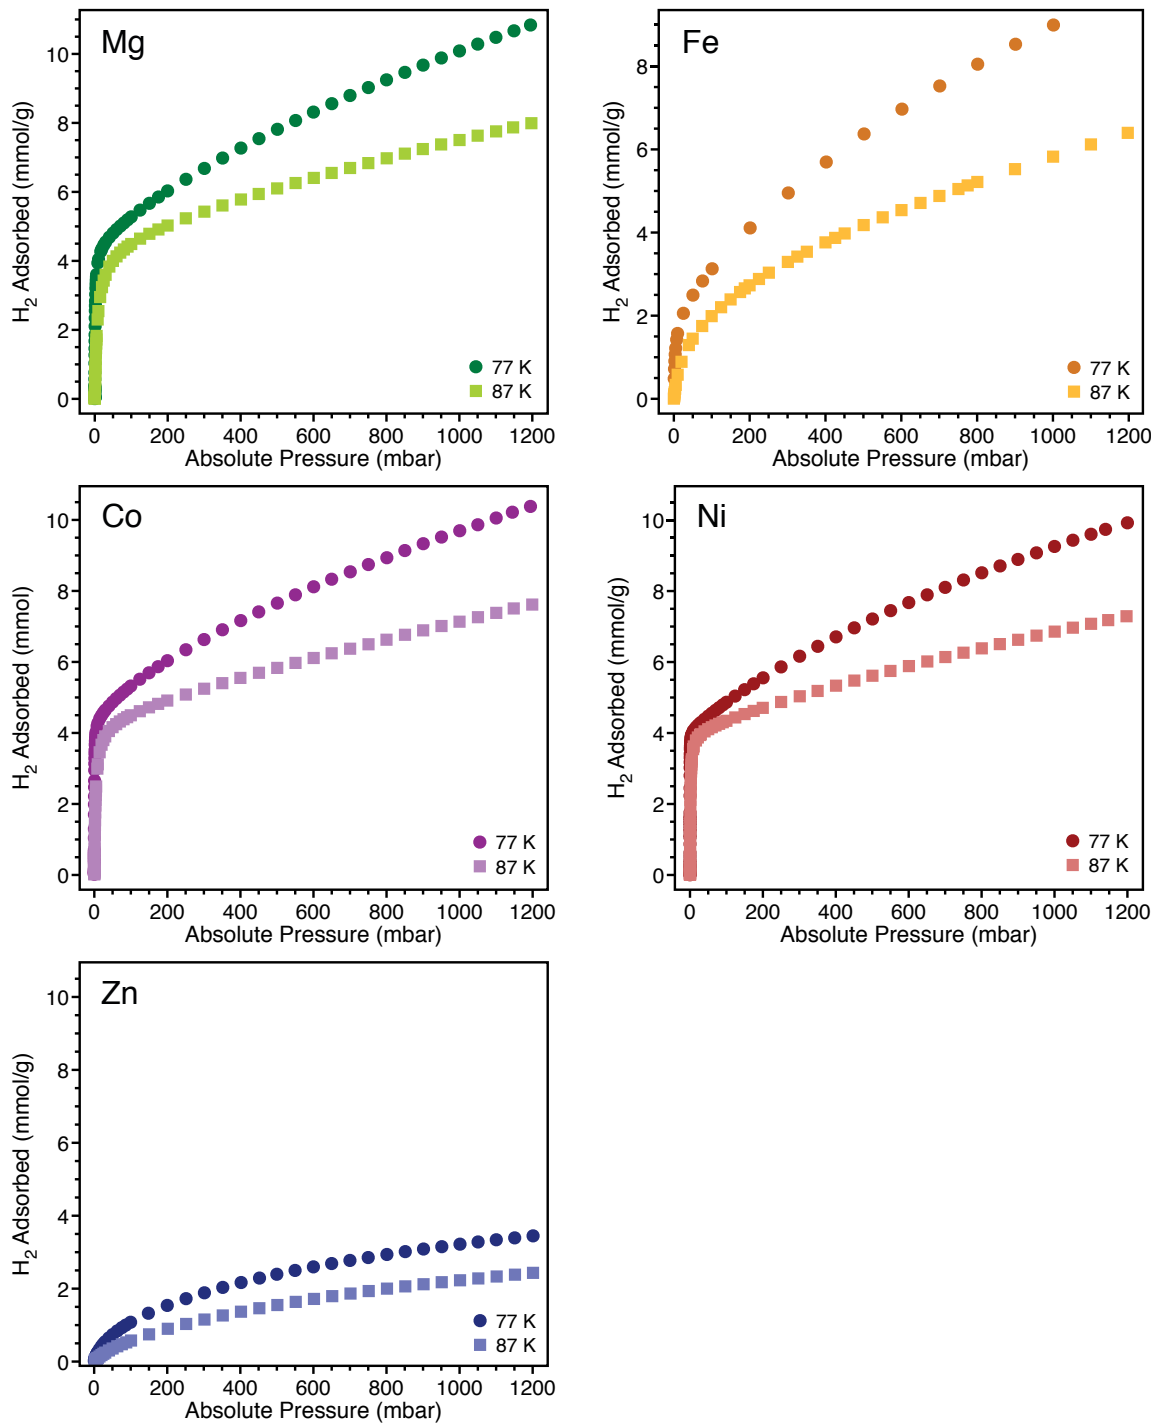 Mg
H2 Adsorbed (mmol/g)
10
8
6
4
2
0
77 K
87 K
0 200 400 600 800 1000 1200
Absolute Pressure (mbar)
Fe
H2 Adsorbed (mmol/g)
8
6
4
2
0
77 K
87 K
0 200 400 600 800 1000 1200
Absolute Pressure (mbar)
Co
H2 Adsorbed (mmol)
10
8
6
4
2
0
77 K
87 K
0 200 400 600 800 1000 1200
Absolute Pressure (mbar)
Ni
H2 Adsorbed (mmol/g)
10
8
6
4
2
0
77 K
87 K
0 200 400 600 800 1000 1200
Absolute Pressure (mbar)
Zn
H2 Adsorbed (mmol/g)
10
8
6
4
2
0
77 K
87 K
0 200 400 600 800 1000 1200
Absolute Pressure (mbar)